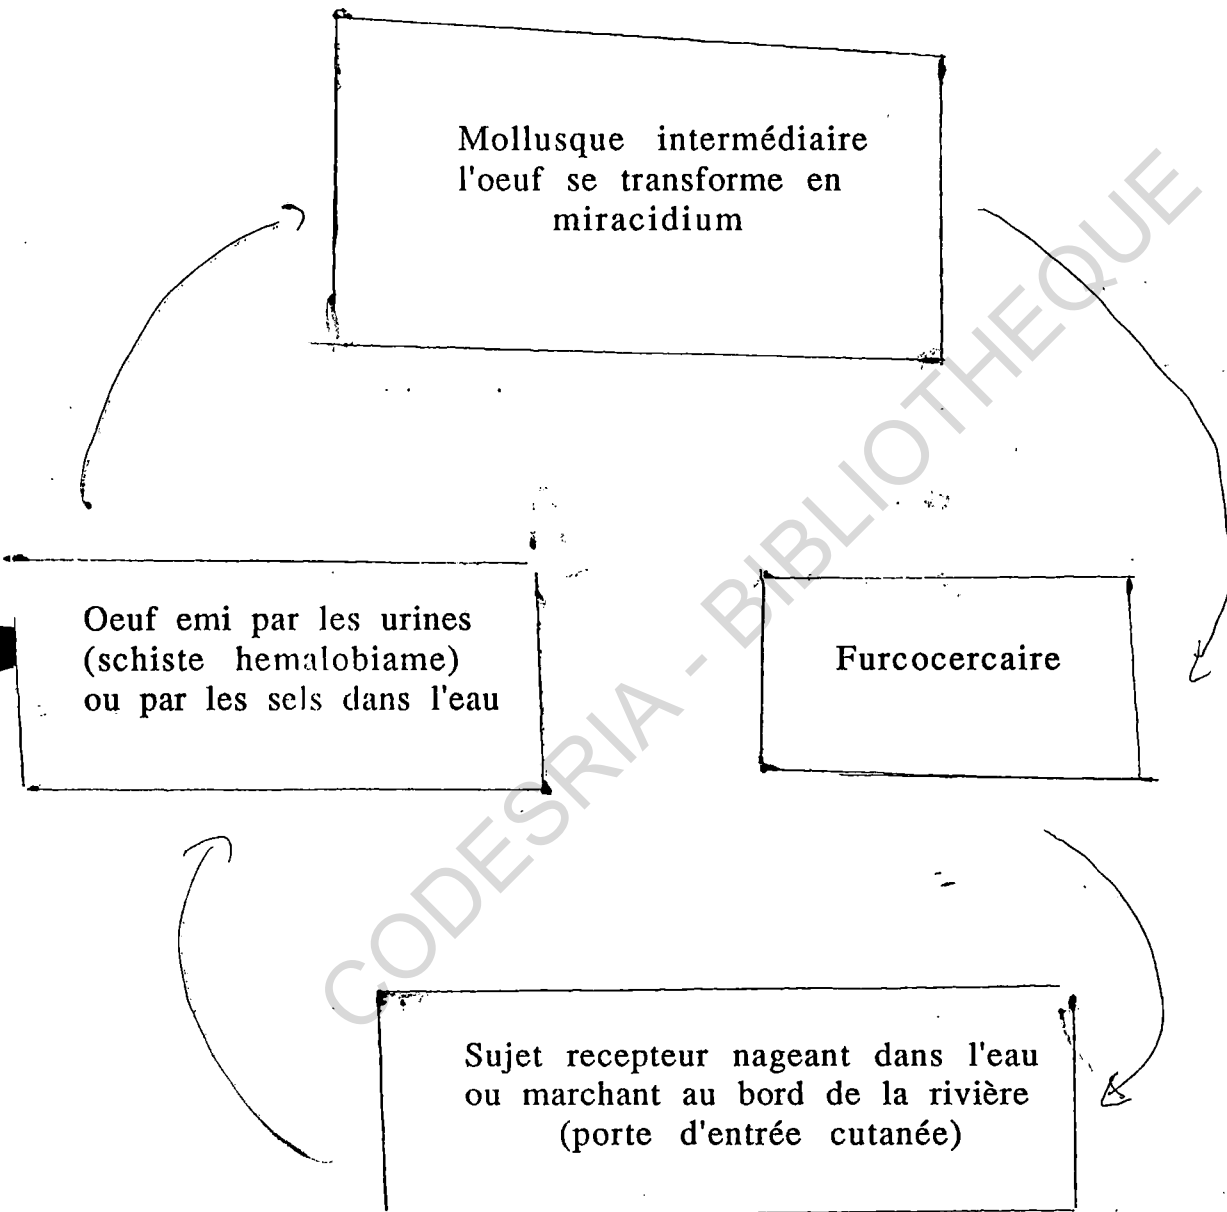 Mollusque intermédiaire
l'oeuf se transforme en
miracidium
Oeuf emi par les urines
(schiste hemalobiame)
ou par les sels dans l'eau
Furcocercaire
Sujet recepteur nageant dans l'eau
ou marchant au bord de la rivière
(porte d'entrée cutanée)
CODESRIA - BIBLIOTHEQUE